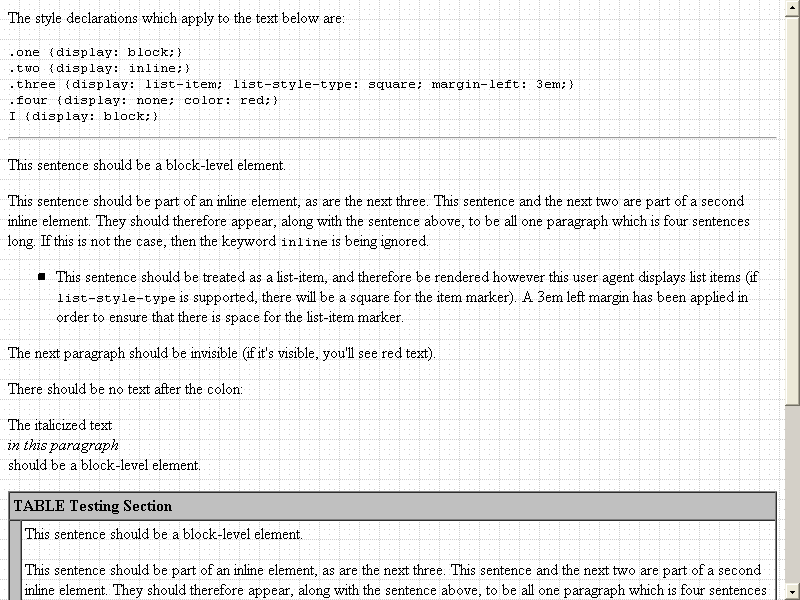 The style declarations which apply to the text below are:
.one {display: block;}
.two {display: inline;}
.three {display: list-item; list-style-type: square; margin-left: 3em;}
.four {display: none; color: red;}
I {display: block;}
This sentence should be a block-level element.
This sentence should be part of an inline element, as are the next three. This sentence and the next two are part of a second
inline element. They should therefore appear, along with the sentence above, to be all one paragraph which is four sentences
long. If this is not the case, then the keyword inline is being ignored.
This sentence should be treated as a list-item, and therefore be rendered however this user agent displays list items (if
list-style-type is supported, there will be a square for the item marker). A 3em left margin has been applied in
order to ensure that there is space for the list-item marker.
The next paragraph should be invisible (if it's visible, you'll see red text).
There should be no text after the colon:
The italicized text
in this paragraph
should be a block-level element.
TABLE Testing Section
This sentence should be a block-level element.
This sentence should be part of an inline element, as are the next three. This sentence and the next two are part of a second
inline element. They should therefore appear, along with the sentence above, to be all one paragraph which is four sentences